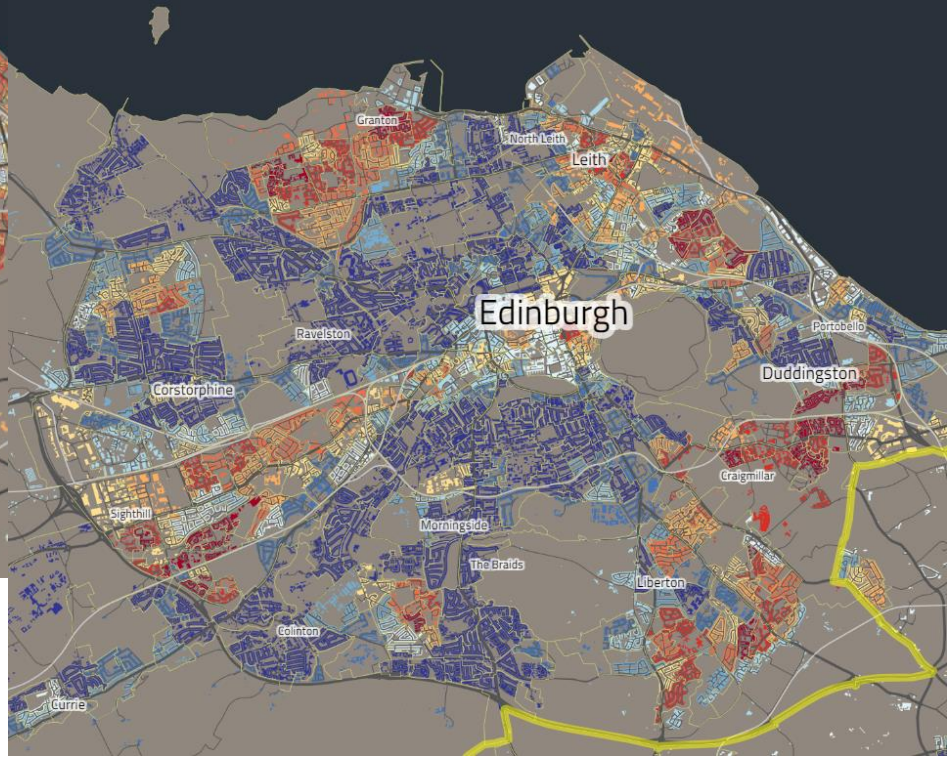 Granton
North Leith
Leith
Edinburgh
Portobello
Ravelston
Duddingston
Corstorphine
Craigmillar
Sighthill
Morningside
The Braids
Liberton
Colinton
Currie